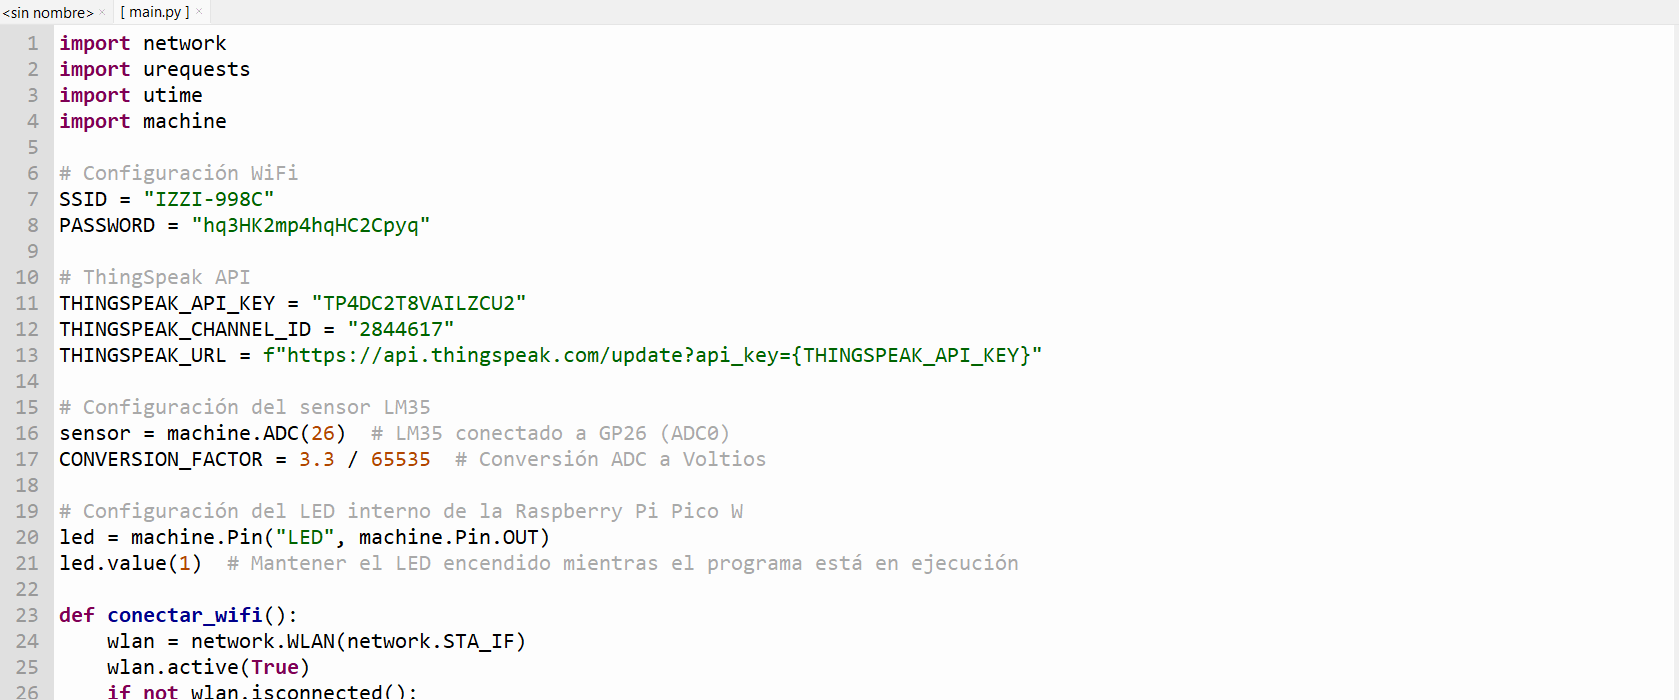 <sin nombre> × [ main.py ] ×
1 import network
2 import urequests
3 import utime
4 import machine
5
6 # Configuración WiFi
7 SSID = "IZZI-998C"
8 PASSWORD = "hq3HK2mp4hqHC2Cpyq"
9
10 # ThingSpeak API
11 THINGSPEAK_API_KEY = "TP4DC2T8VAILZCU2"
12 THINGSPEAK_CHANNEL_ID = "2844617"
13 THINGSPEAK_URL = f"https://api.thingspeak.com/update?api_key={THINGSPEAK_API_KEY}"
14
15 # Configuración del sensor LM35
16 sensor = machine.ADC(26)  # LM35 conectado a GP26 (ADC0)
17 CONVERSION_FACTOR = 3.3 / 65535  # Conversión ADC a Voltios
18
19 # Configuración del LED interno de la Raspberry Pi Pico W
20 led = machine.Pin("LED", machine.Pin.OUT)
21 led.value(1)  # Mantener el LED encendido mientras el programa está en ejecución
22
23 def conectar_wifi():
24     wlan = network.WLAN(network.STA_IF)
25     wlan.active(True)
26     if not wlan.isconnected():